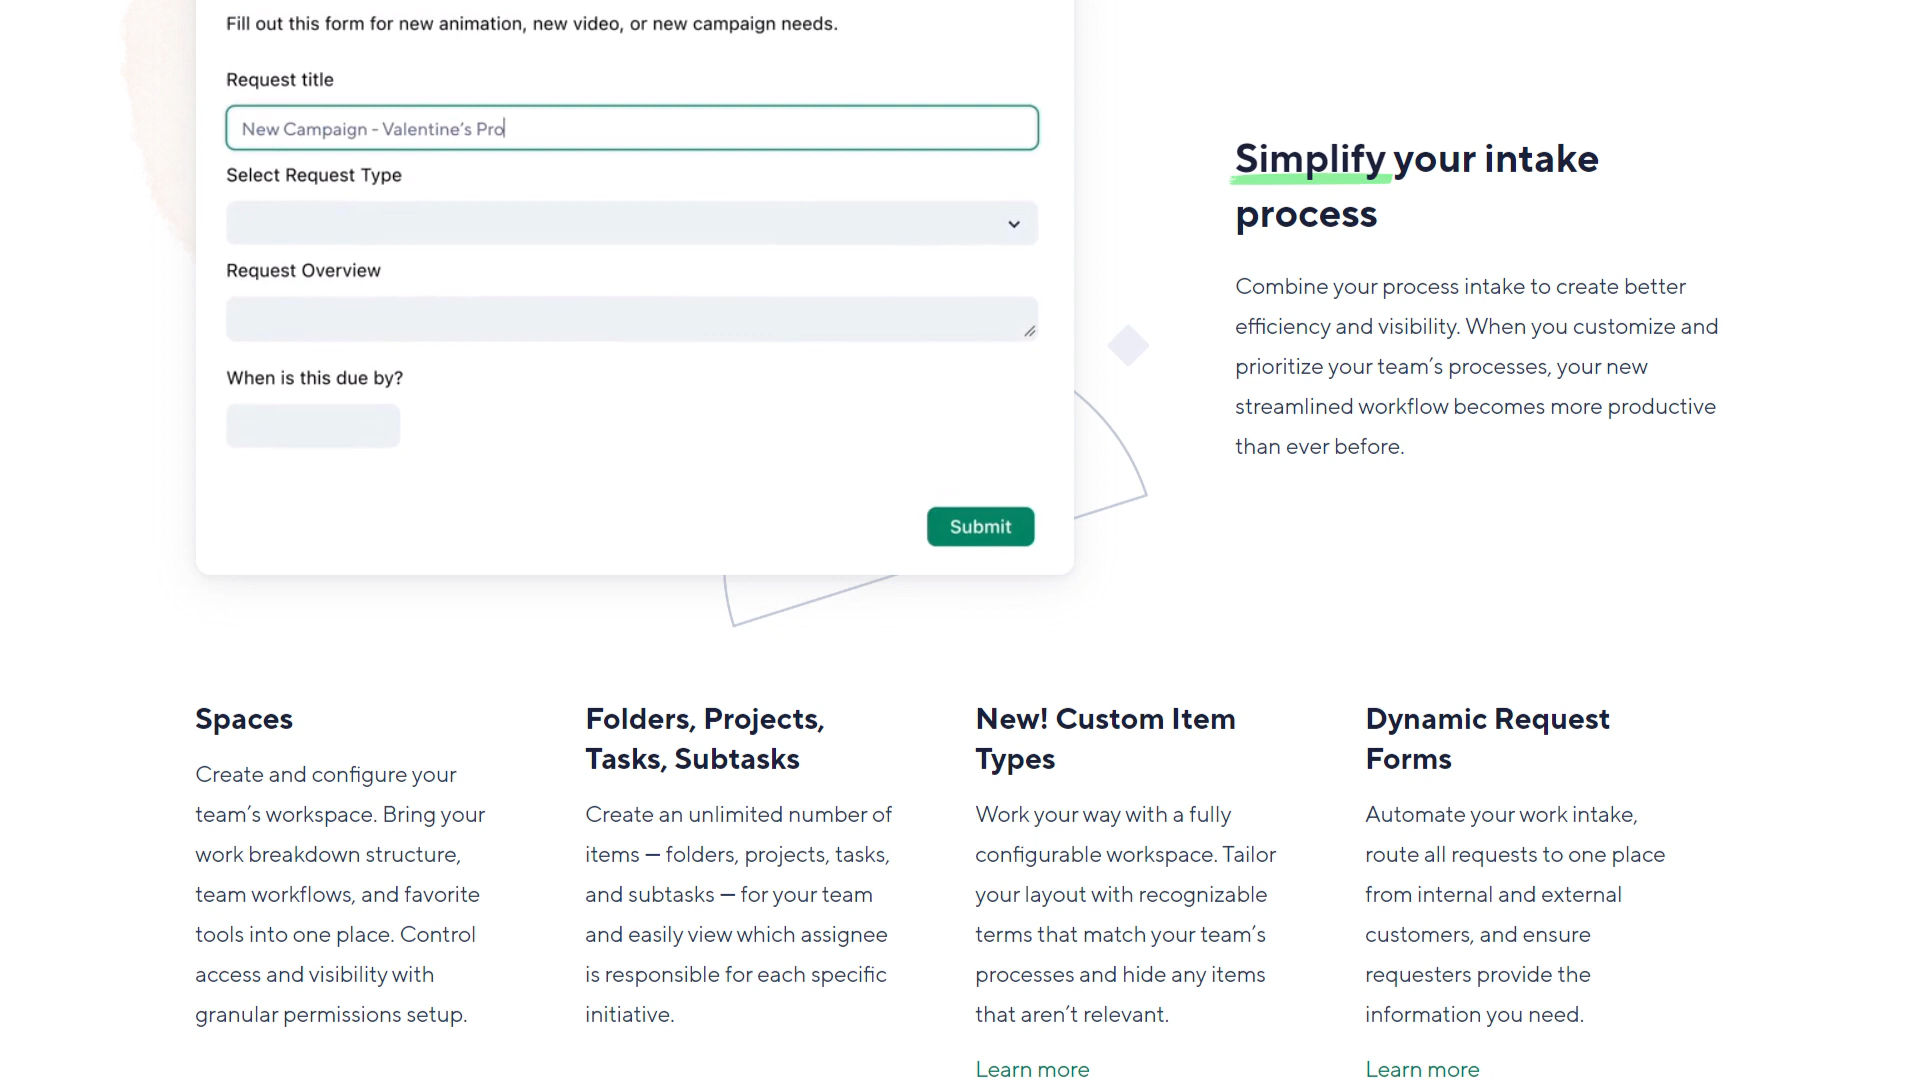 Fill out this form for new animation, new video, or new campaign needs.
Request title
New Campaign - Valentine’s Pro
Select Request Type
Request Overview
When is this due by?
Submit
Simplify your intake
process
Combine your process intake to create better
efficiency and visibility. When you customize and
prioritize your team’s processes, your new
streamlined workflow becomes more productive
than ever before.
Spaces
Create and configure your
team’s workspace. Bring your
work breakdown structure,
team workflows, and favorite
tools into one place. Control
access and visibility with
granular permissions setup.
Folders, Projects,
Tasks, Subtasks
Create an unlimited number of
items — folders, projects, tasks,
and subtasks — for your team
and easily view which assignee
is responsible for each specific
initiative.
New! Custom Item
Types
Work your way with a fully
configurable workspace. Tailor
your layout with recognizable
terms that match your team’s
processes and hide any items
that aren’t relevant.
Learn more
Dynamic Request
Forms
Automate your work intake,
route all requests to one place
from internal and external
customers, and ensure
requesters provide the
information you need.
Learn more